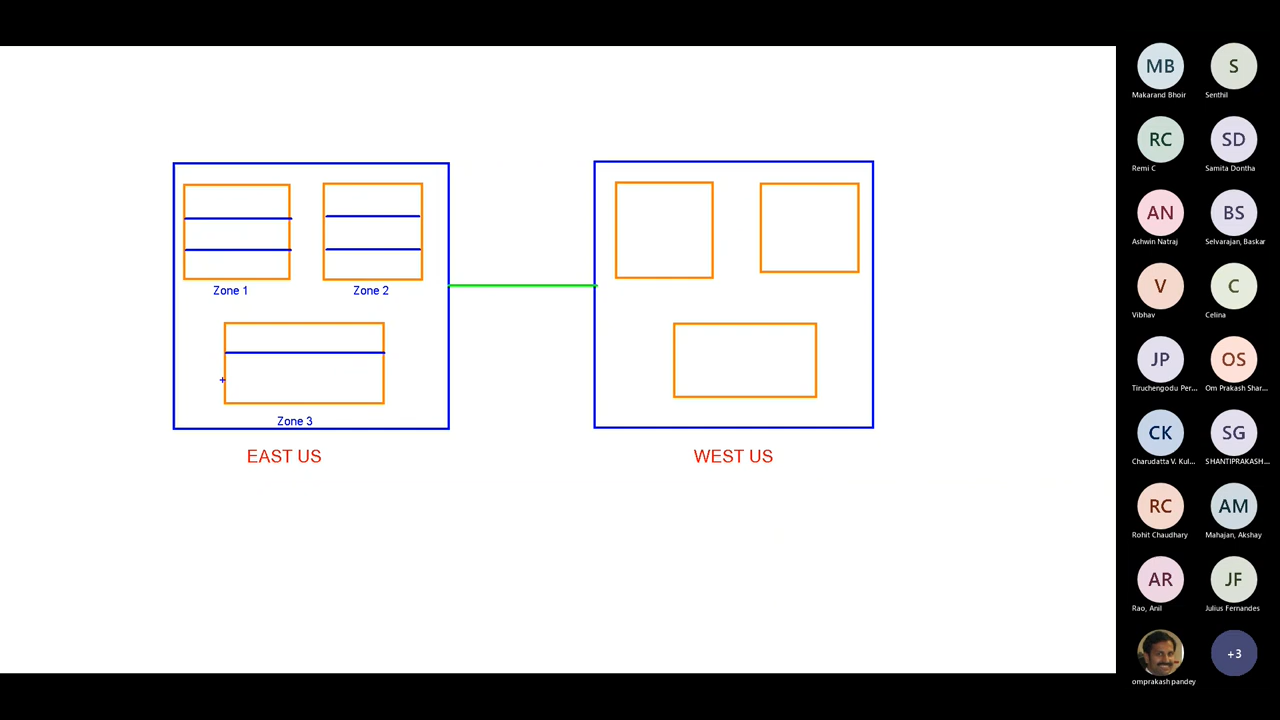 Zone 1
Zone 2
Zone 3
EAST US
WEST US
MB
Makarand Bhoir
S
Senthil
RC
Remi C
SD
Samita Dontha
AN
Ashwin Natraj
BS
Selvarajan, Baskar
V
Vibhav
C
Celina
JP
Tiruchengodu Per...
OS
Om Prakash Shar...
CK
Charudatta V. Kul...
SG
SHANTIPRAKASH...
RC
Rohit Chaudhary
AM
Mahajan, Akshay
AR
Rao, Anil
JF
Julius Fernandes
omprakash pandey
+3